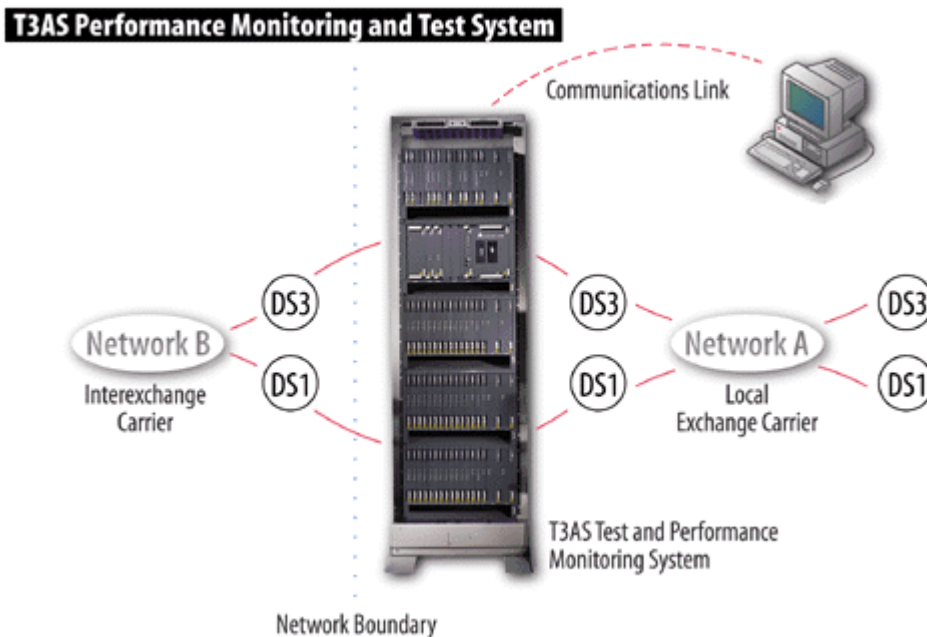 T3AS Performance Monitoring and Test System
Communications Link
DS3
DS3
DS3
Network B
Network A
Interexchange
Carrier
DS1
DS1
DS1
Local
Exchange Carrier
T3AS Test and Performance
Monitoring System
Network Boundary